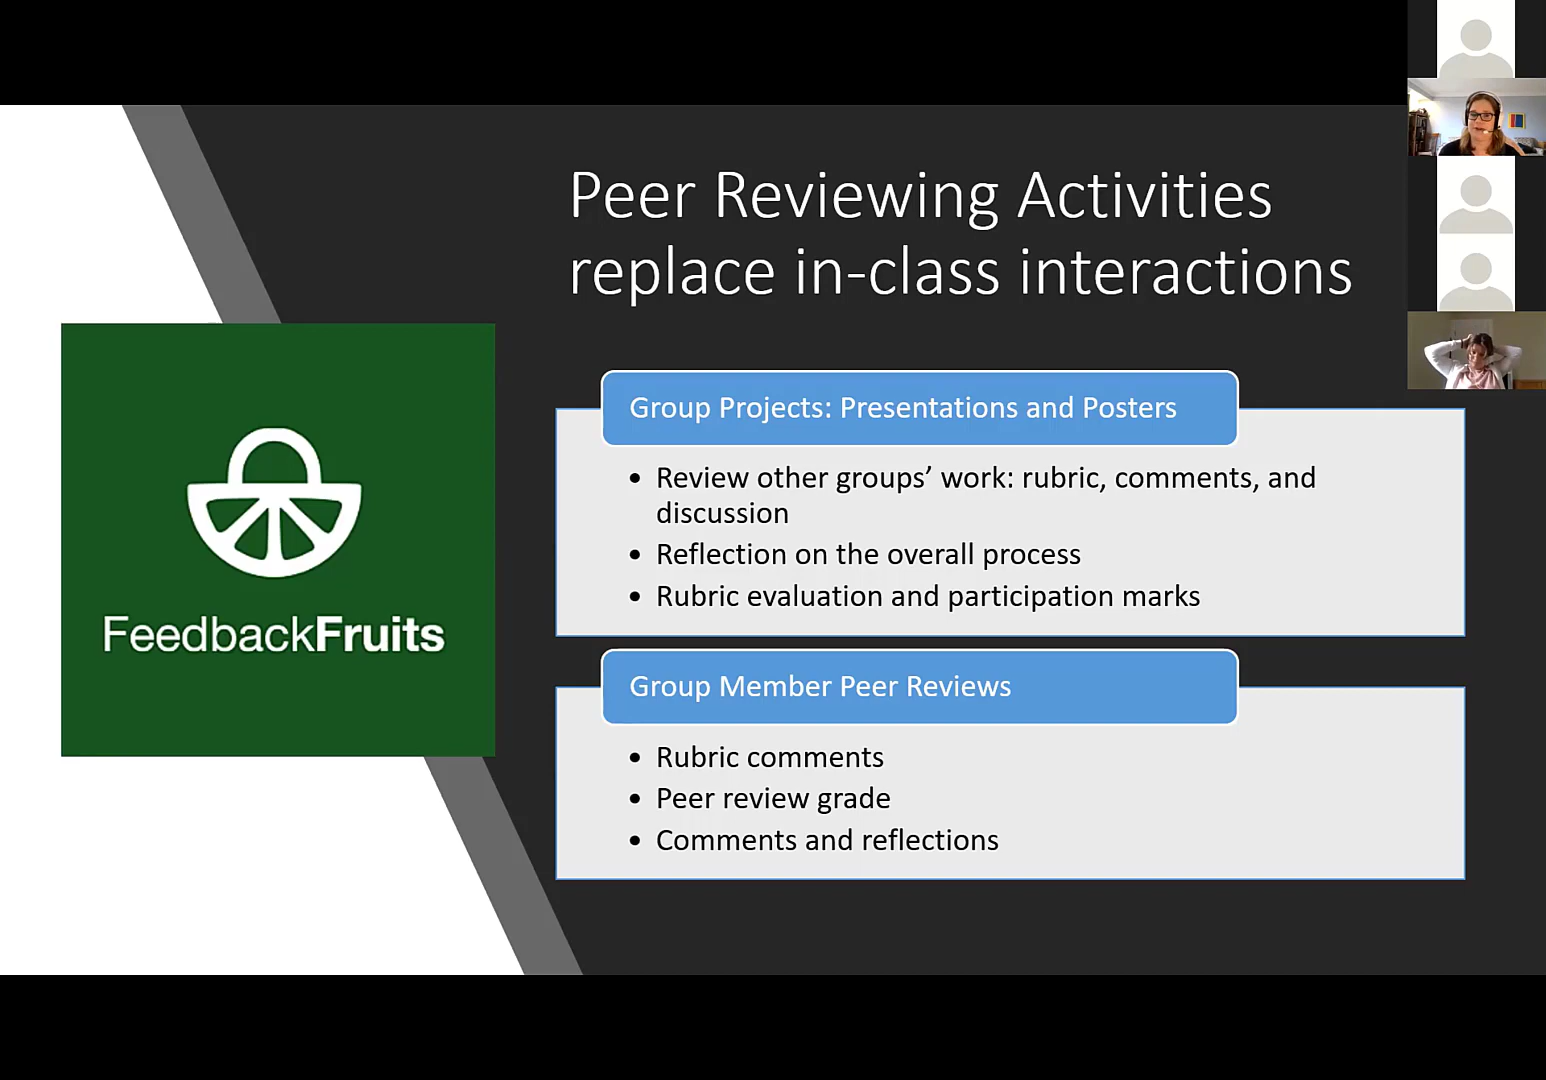 Peer Reviewing Activities
replace in-class interactions
FeedbackFruits
Group Projects: Presentations and Posters
• Review other groups’ work: rubric, comments, and
discussion
• Reflection on the overall process
• Rubric evaluation and participation marks
Group Member Peer Reviews
• Rubric comments
• Peer review grade
• Comments and reflections